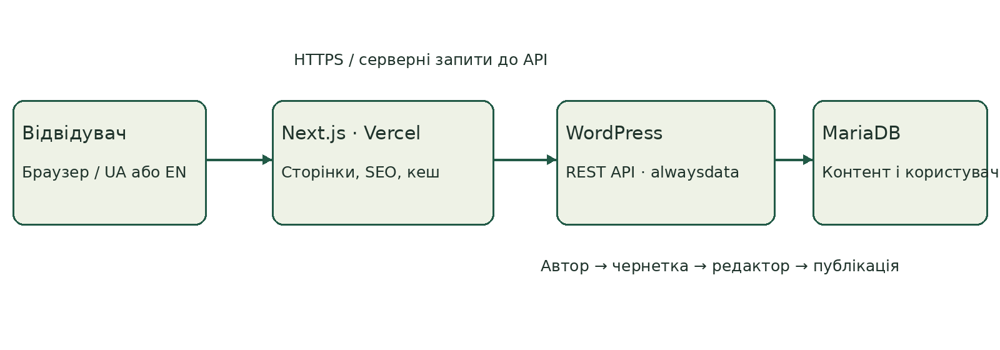 HTTPS / серверні запити до API
Відвідувач
Браузер / UA або EN
Next.js · Vercel
Сторінки, SEO, кеш
WordPress
REST API · alwaysdata
MariaDB
Контент і користувач
Автор → чернетка → редактор → публікація